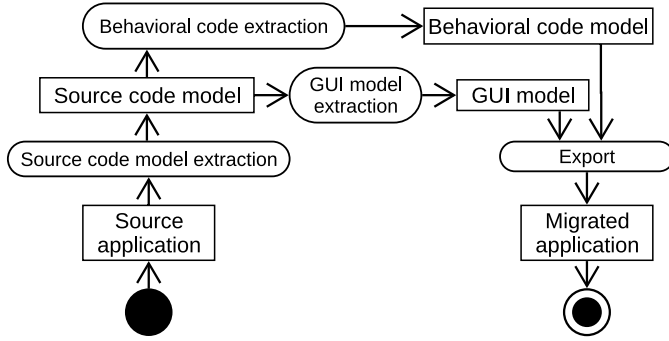 Behavioral code extraction
Behavioral code model
Source code model
GUI model
extraction
GUI model
Source code model extraction
Export
Source
application
Migrated
application